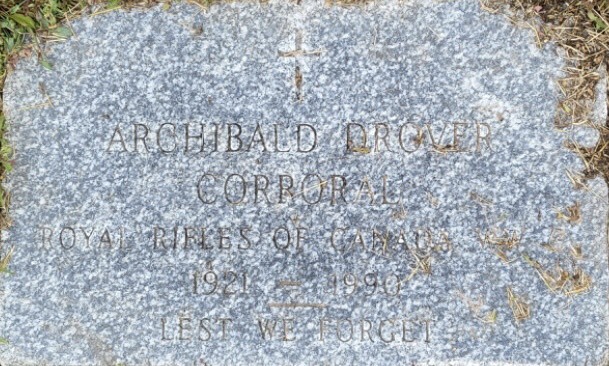 ARCHIBALD DROVER
CORPORAL
ROYAL RIFLES OF CANADA
1921 - 1990
LEST WE FORGET